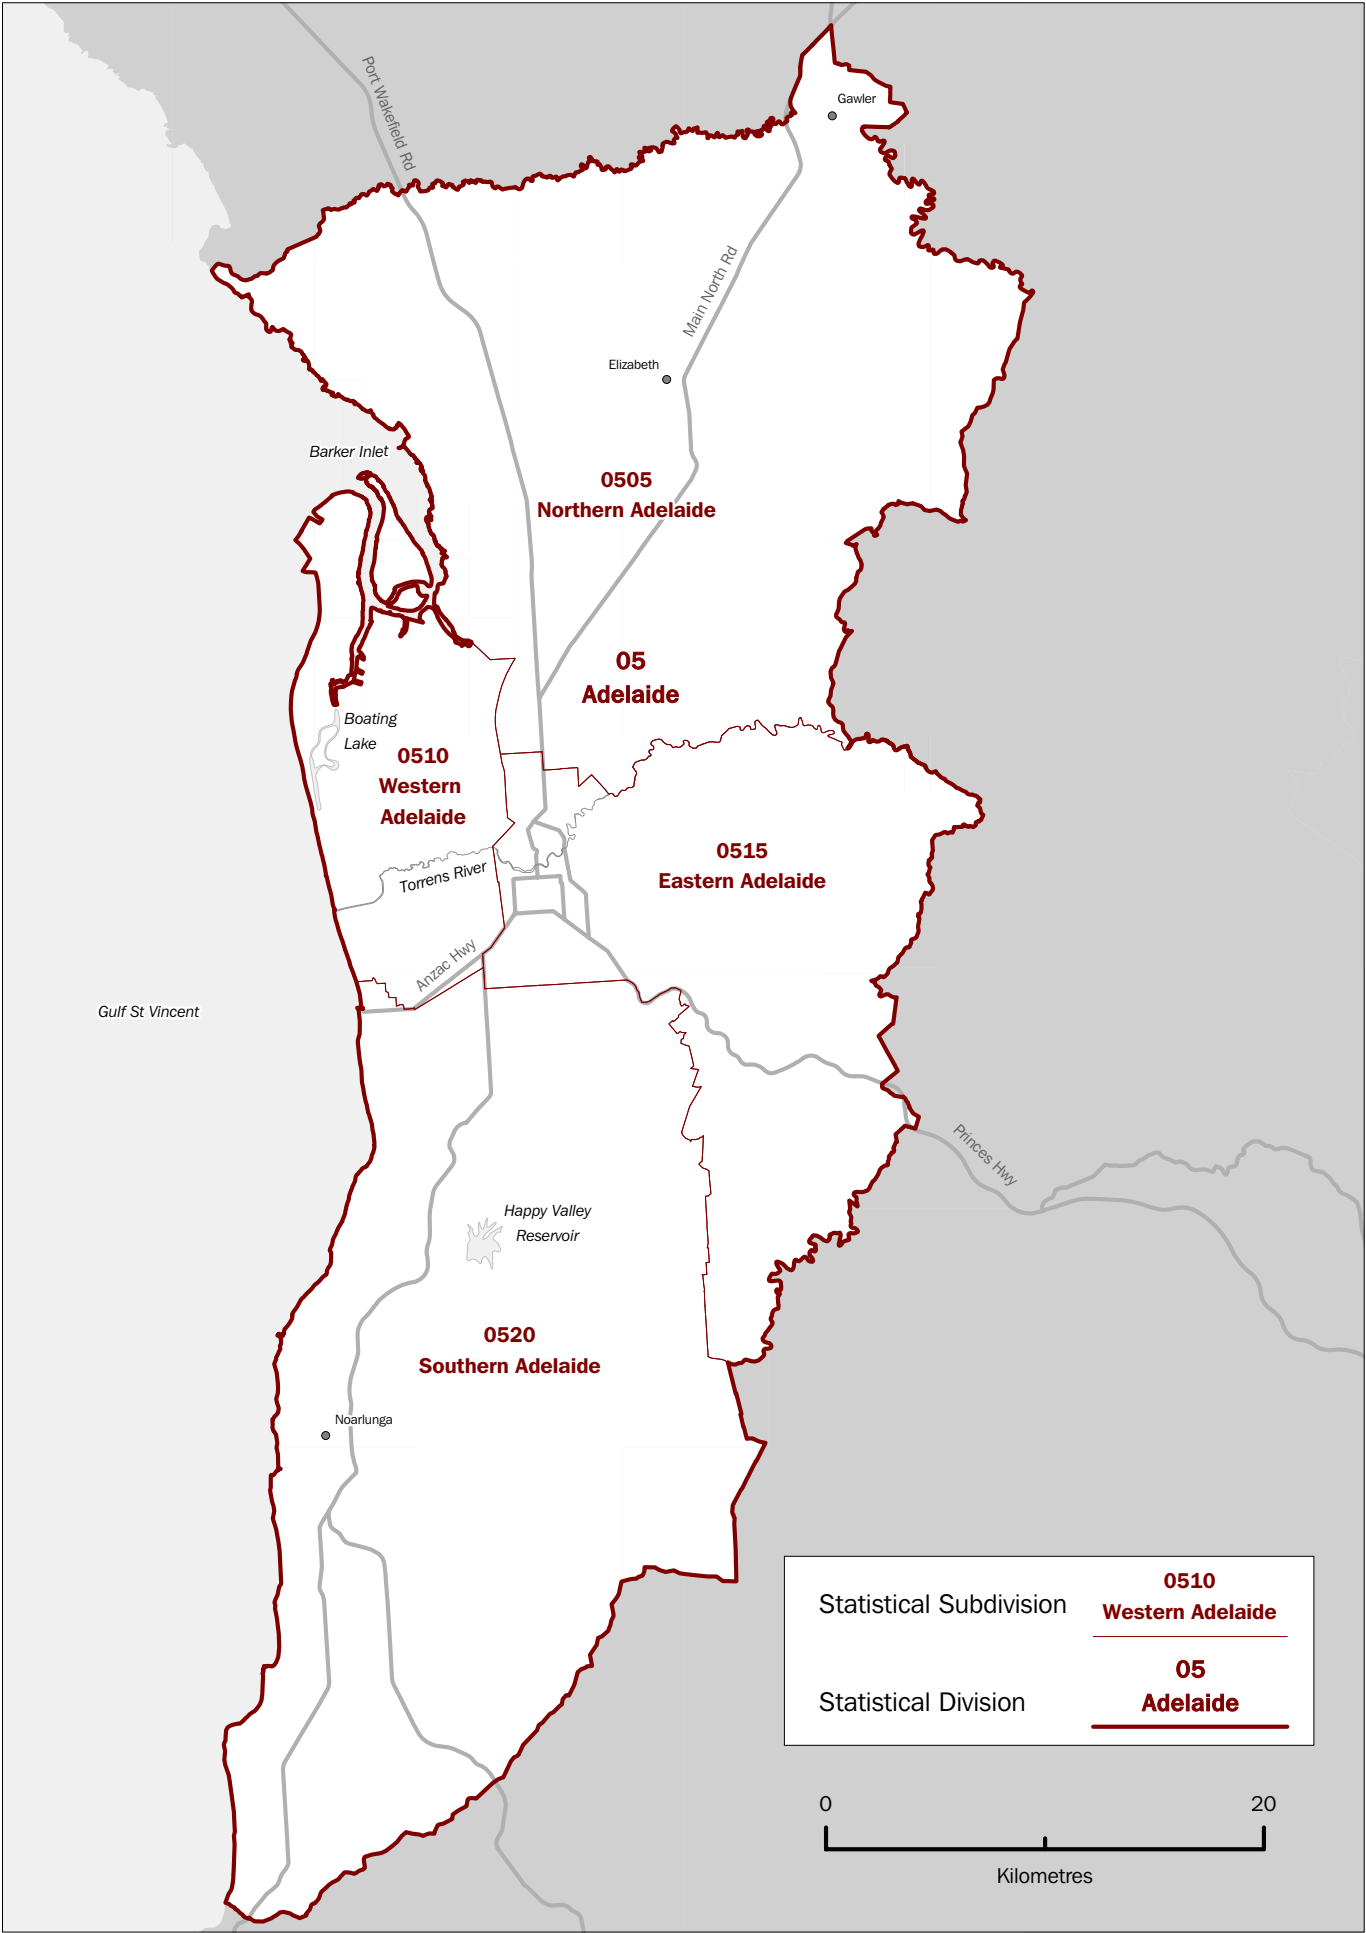 Port Wakefield Rd
Gawler
Main North Rd
Elizabeth
Barker Inlet
0505
Northern Adelaide
05
Adelaide
Boating
Lake
0510
Western
Adelaide
0515
Eastern Adelaide
Torrens River
Anzac Hwy
Gulf St Vincent
Princes Hwy
Happy Valley
Reservoir
0520
Southern Adelaide
Noarlunga
Statistical Subdivision
0510
Western Adelaide
Statistical Division
05
Adelaide
0
20
Kilometres